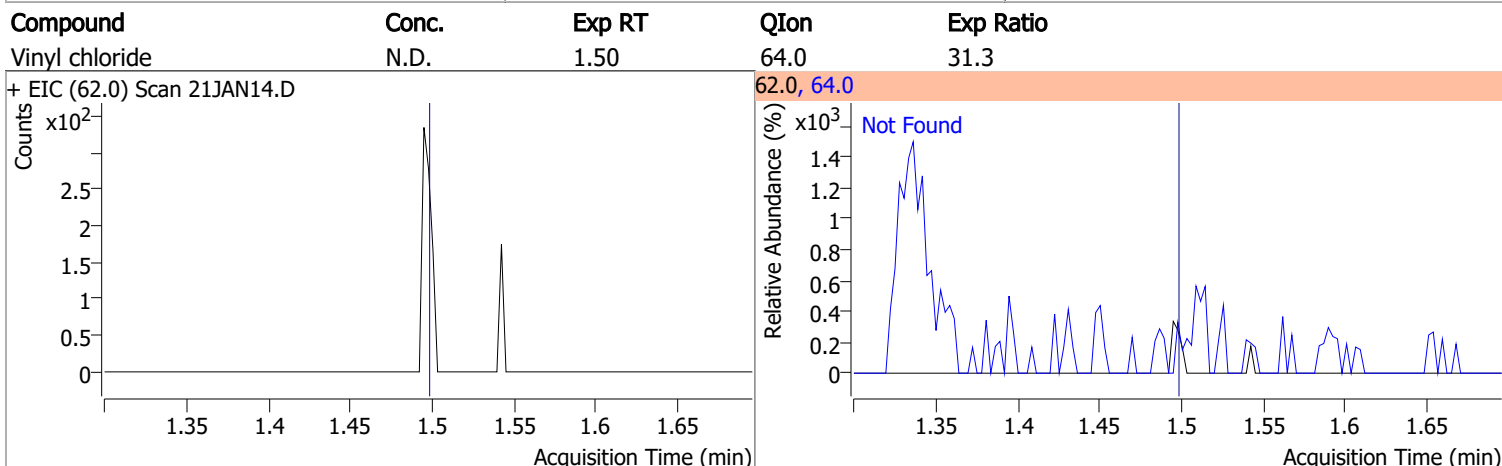 Compound Conc. Exp RT QIon Exp Ratio
Vinyl chloride N.D. 1.50 64.0 31.3
+ EIC (62.0) Scan 21JAN14.D
Counts
x10²
2.5
2
1.5
1
0.5
0
1.35 1.4 1.45 1.5 1.55 1.6 1.65
Acquisition Time (min)
62.0, 64.0
Relative Abundance (%)
x10³
Not Found
1.4
1.2
1
0.8
0.6
0.4
0.2
0
1.35 1.4 1.45 1.5 1.55 1.6 1.65
Acquisition Time (min)